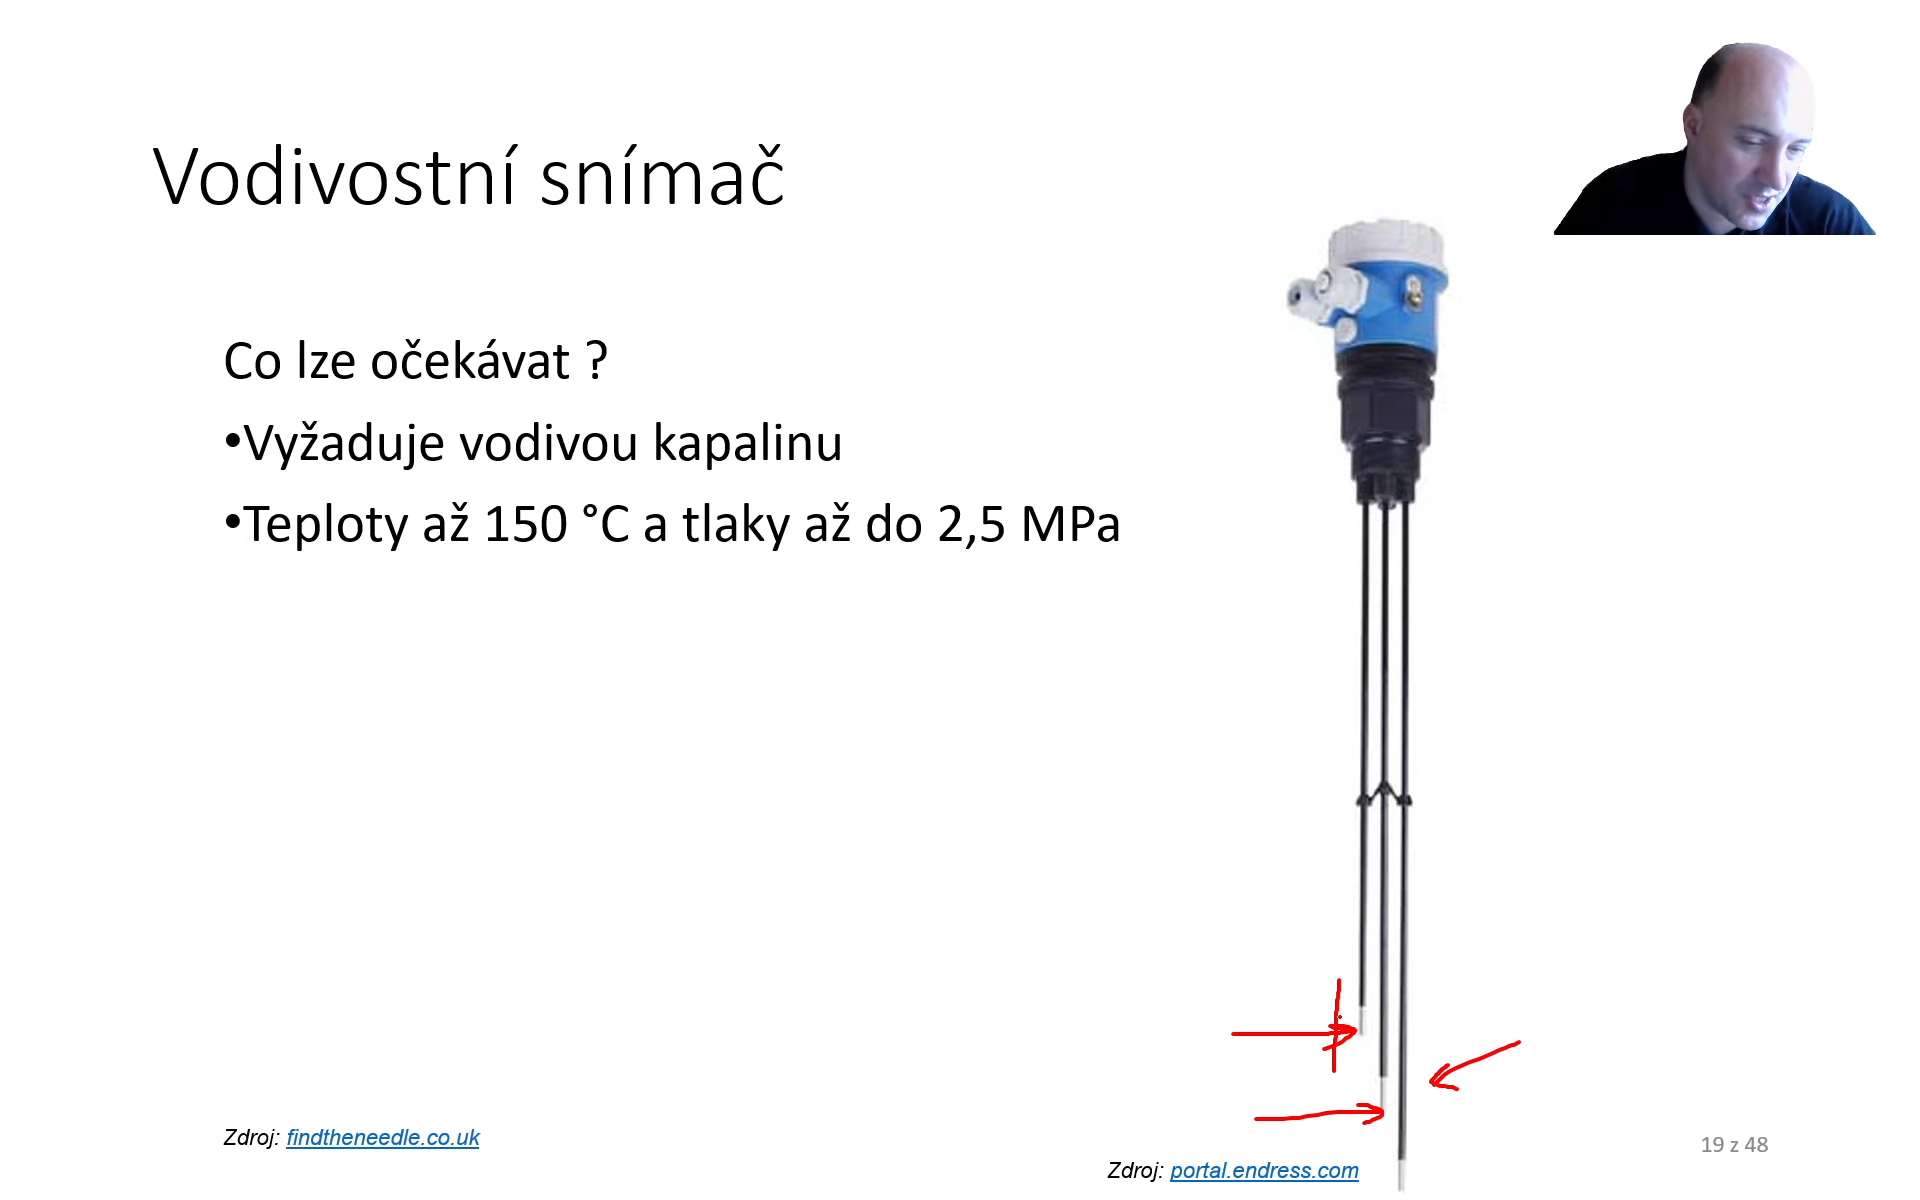 Vodivostní snímač
Co lze očekávat ?
•Vyžaduje vodivou kapalinu
•Teploty až 150 °C a tlaky až do 2,5 MPa
Zdroj: findtheneedle.co.uk
Zdroj: portal.endress.com
19 z 48